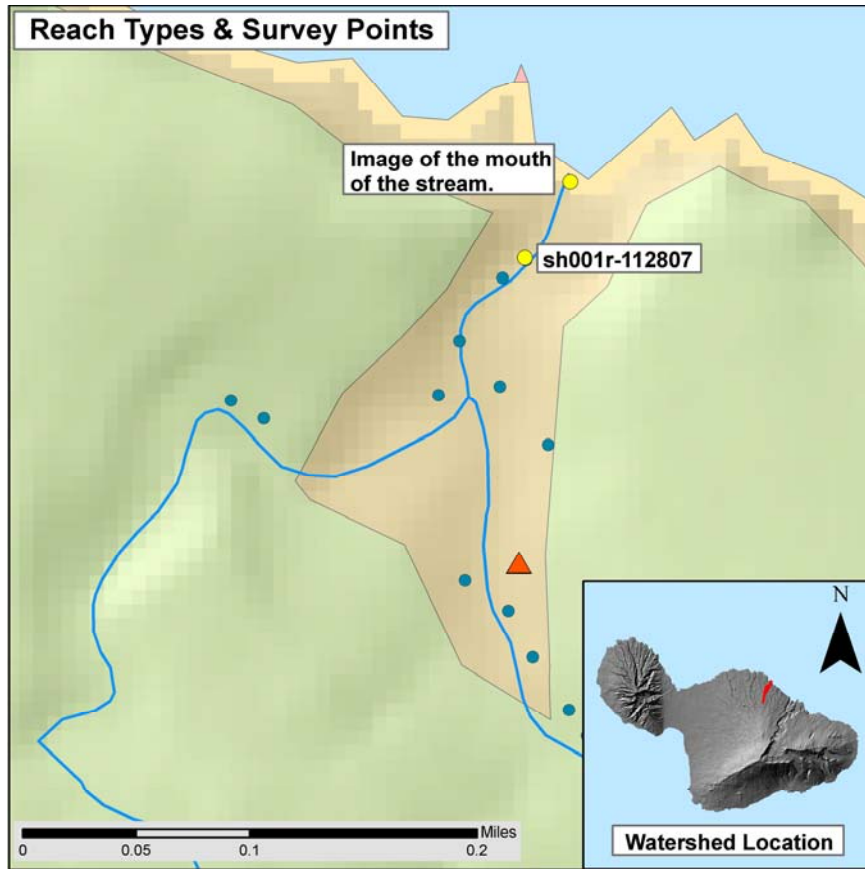 Reach Types & Survey Points
Image of the mouth
of the stream.
sh001r-112807
N
Watershed Location
Miles
0 0.05 0.1 0.2